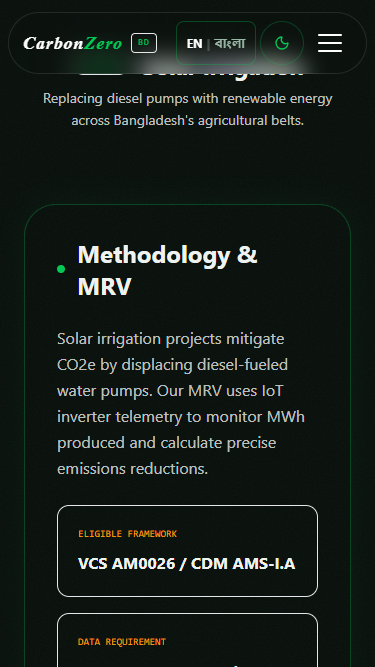 CarbonZero BD EN | বাংলা
Solar Irrigation
Replacing diesel pumps with renewable energy
across Bangladesh's agricultural belts.
Methodology &
MRV
Solar irrigation projects mitigate
CO2e by displacing diesel-fueled
water pumps. Our MRV uses IoT
inverter telemetry to monitor MWh
produced and calculate precise
emissions reductions.
ELIGIBLE FRAMEWORK
VCS AM0026 / CDM AMS-I.A
DATA REQUIREMENT